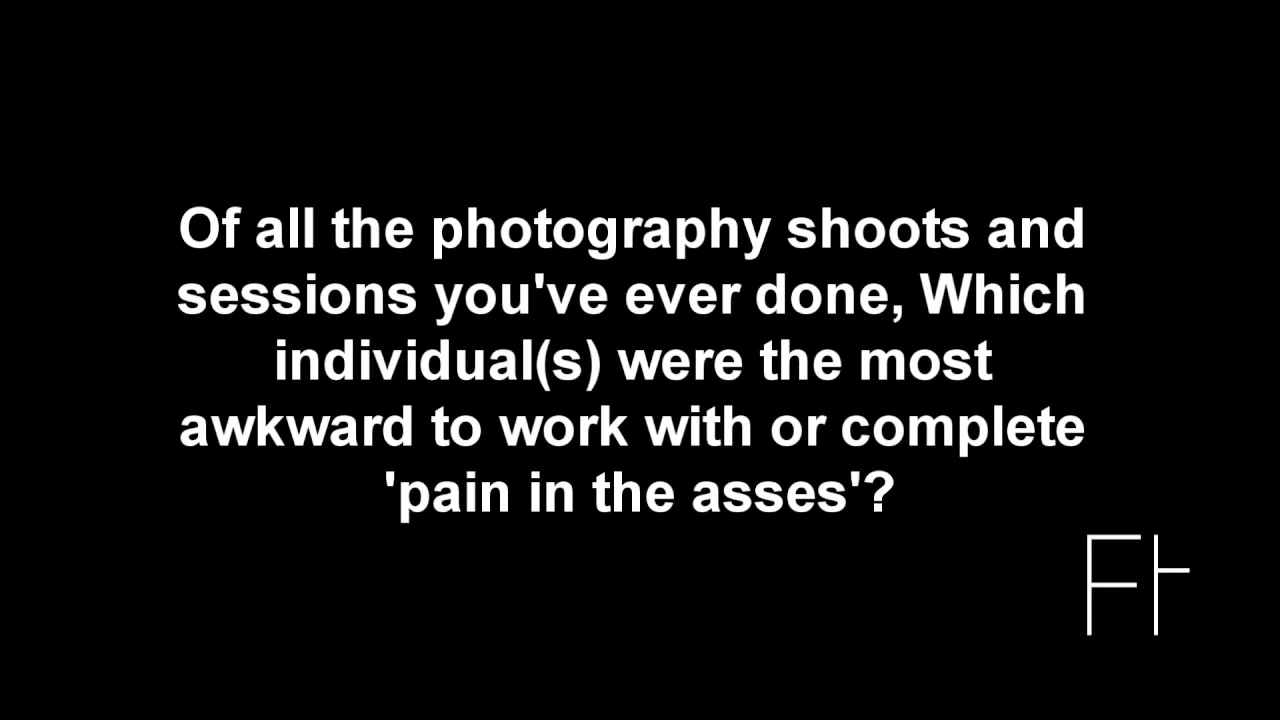 Of all the photography shoots and
sessions you've ever done, Which
individual(s) were the most
awkward to work with or complete
'pain in the asses'?
Ft